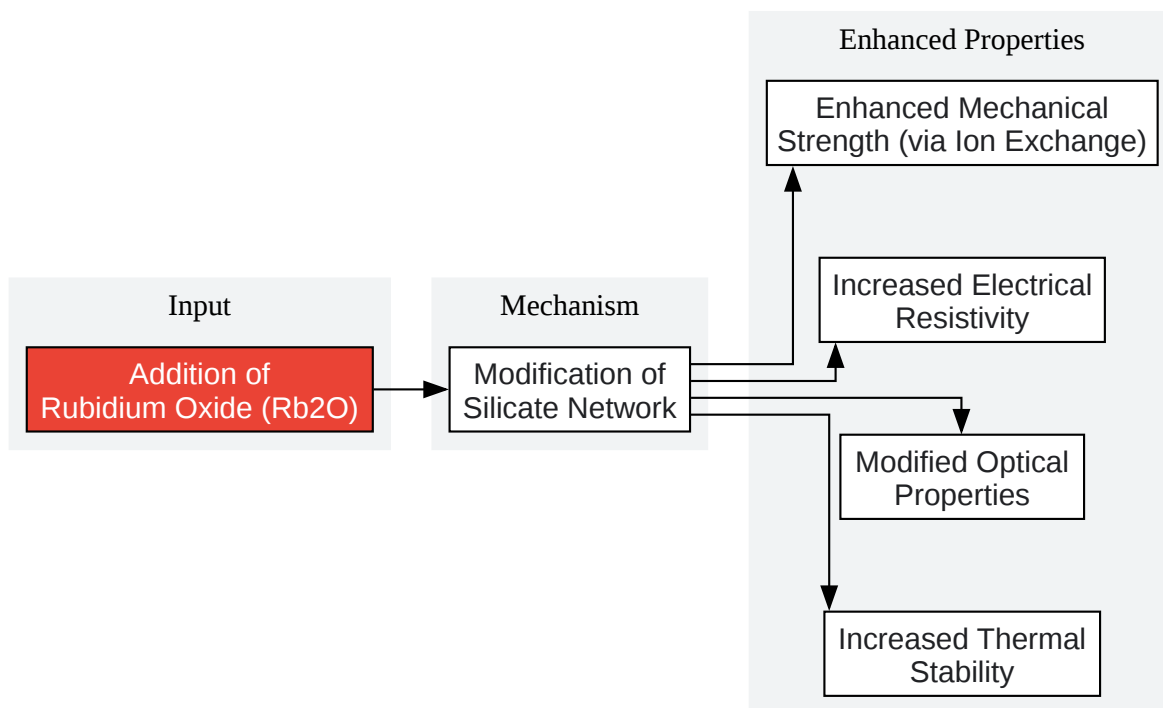 Input
Addition of
Rubidium Oxide (Rb2O)
Mechanism
Modification of
Silicate Network
Enhanced Properties
Enhanced Mechanical
Strength (via Ion Exchange)
Increased Electrical
Resistivity
Modified Optical
Properties
Increased Thermal
Stability